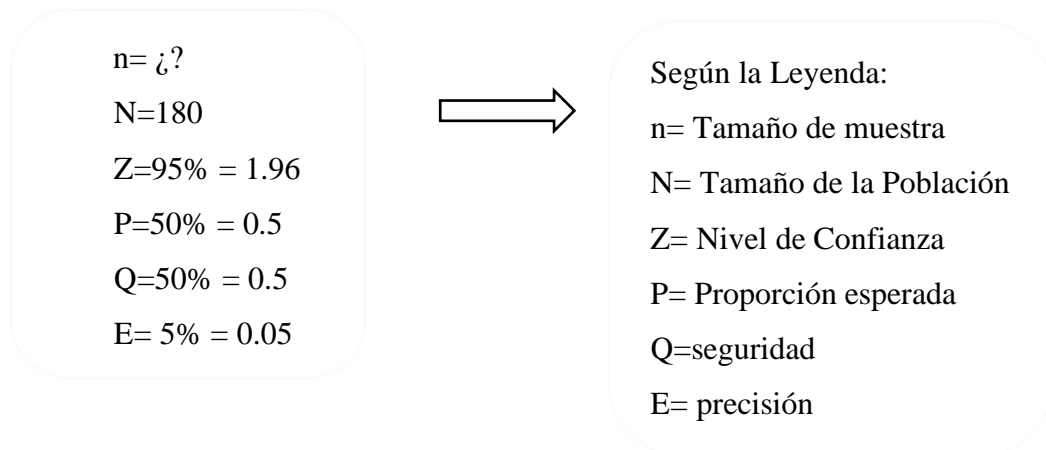 n= ¿?
N=180
Z=95% = 1.96
P=50% = 0.5
Q=50% = 0.5
E= 5% = 0.05
Según la Leyenda:
n= Tamaño de muestra
N= Tamaño de la Población
Z= Nivel de Confianza
P= Proporción esperada
Q=seguridad
E= precisión